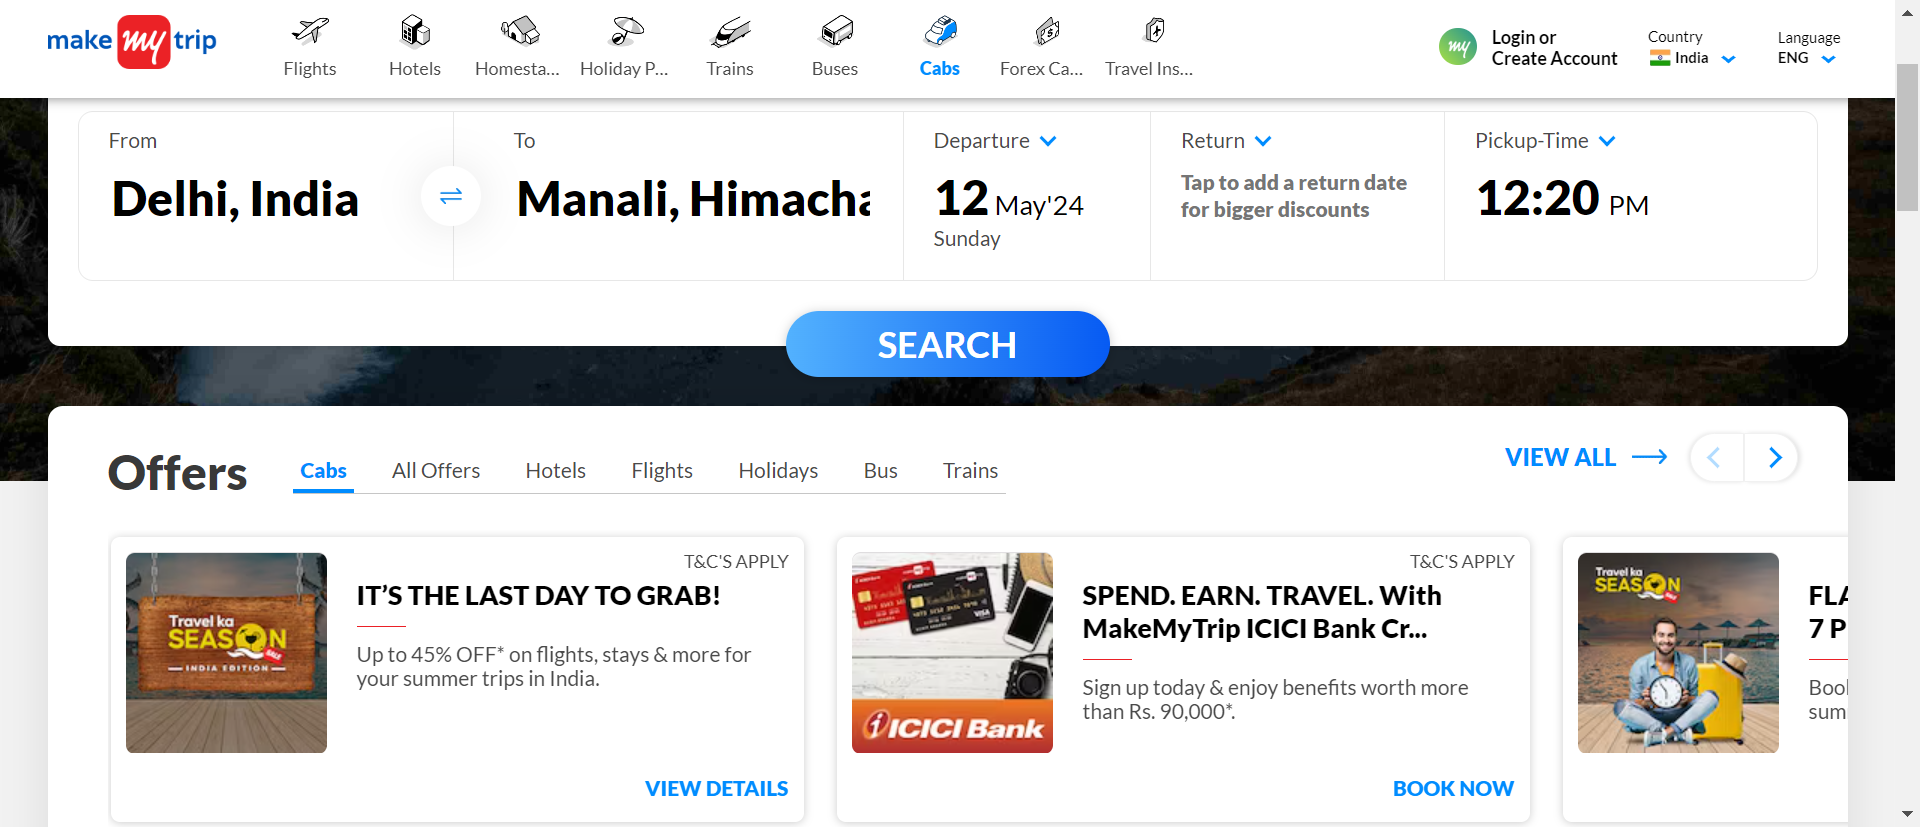 make my trip
Flights
Hotels
Homesta...
Holiday P...
Trains
Buses
Cabs
Forex Ca...
Travel Ins...
my
Login or
Create Account
Country
India
Language
ENG
From
Delhi, India
To
Manali, Himacha
Departure
12 May'24
Sunday
Return
Tap to add a return date
for bigger discounts
Pickup-Time
12:20 PM
SEARCH
Offers
Cabs
All Offers
Hotels
Flights
Holidays
Bus
Trains
VIEW ALL
Travel ka
SEASON
SALE
INDIA EDITION
T&C'S APPLY
IT’S THE LAST DAY TO GRAB!
Up to 45% OFF* on flights, stays & more for
your summer trips in India.
VIEW DETAILS
VISA
ICICI Bank
T&C'S APPLY
SPEND. EARN. TRAVEL. With
MakeMyTrip ICICI Bank Cr...
Sign up today & enjoy benefits worth more
than Rs. 90,000*.
BOOK NOW
Travel ka
SEASON
SALE
FLA
7 P
Book
sum